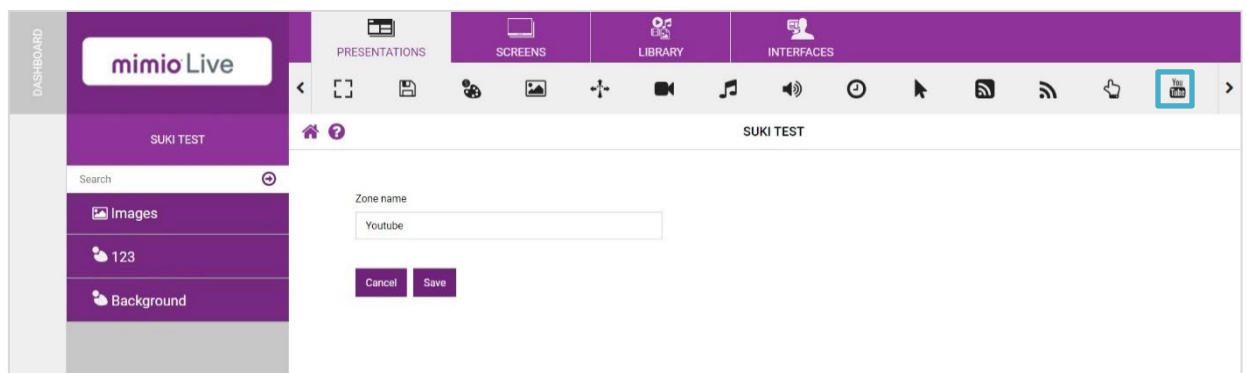 DASHBOARD
mimio Live
PRESENTATIONS
SCREENS
LIBRARY
INTERFACES
You
Tube
SUKI TEST
SUKI TEST
Search
Images
123
Background
Zone name
Youtube
Cancel
Save